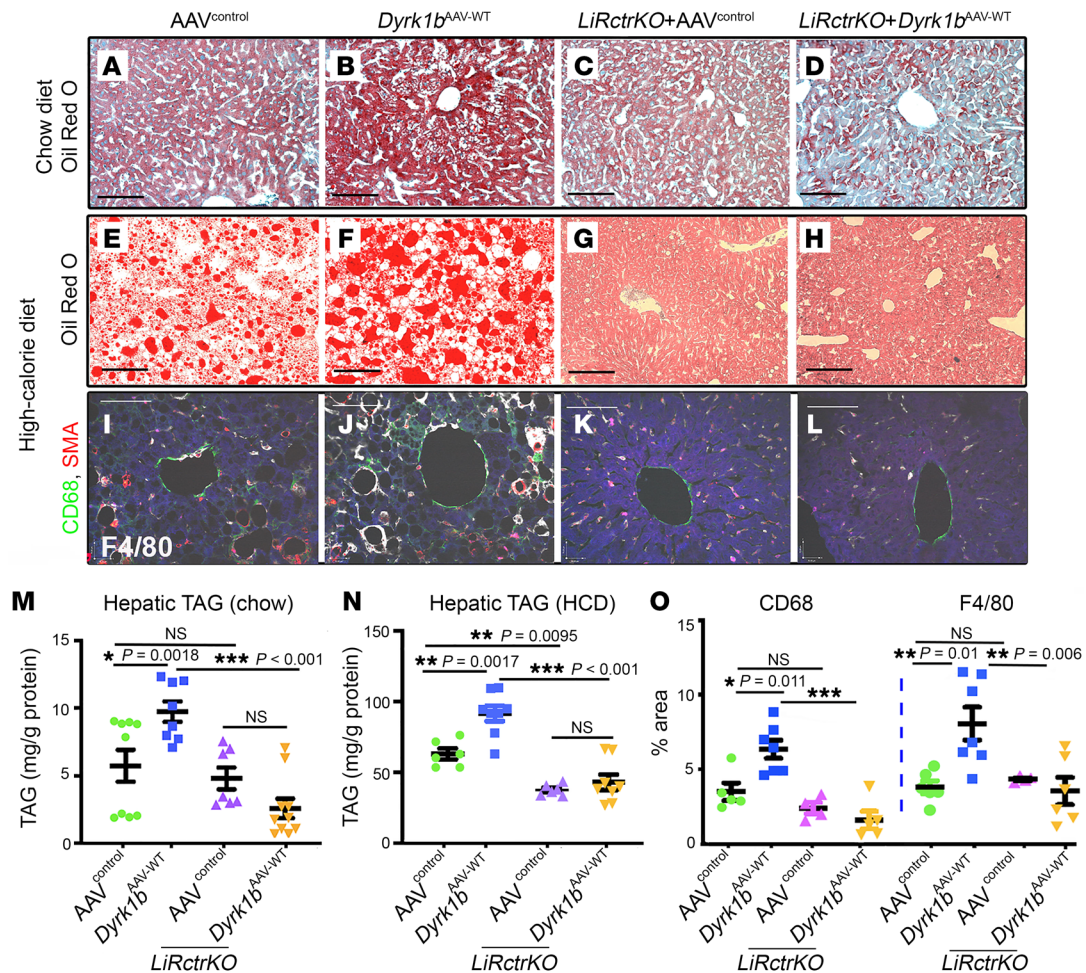 AAVcontrol
Dyrk1bAAV-WT
LiRctrKO+AAVcontrol
LiRctrKO+Dyrk1bAAV-WT
Chow diet
Oil Red O
A
B
C
D
High-calorie diet
Oil Red O
E
F
G
H
CD68, SMA
F4/80
I
J
K
L
M
Hepatic TAG (chow)
TAG (mg/g protein)
15
10
5
0
NS
* P = 0.0018
*** P < 0.001
NS
AAVcontrol
Dyrk1bAAV-WT
AAVcontrol
Dyrk1bAAV-WT
LiRctrKO
N
Hepatic TAG (HCD)
TAG (mg/g protein)
150
100
50
0
** P = 0.0095
** P = 0.0017
*** P < 0.001
NS
AAVcontrol
Dyrk1bAAV-WT
AAVcontrol
Dyrk1bAAV-WT
LiRctrKO
O
CD68
F4/80
% area
15
10
5
0
NS
* P = 0.011
***
NS
** P = 0.01
** P = 0.006
AAVcontrol
Dyrk1bAAV-WT
AAVcontrol
Dyrk1bAAV-WT
LiRctrKO
AAVcontrol
Dyrk1bAAV-WT
AAVcontrol
Dyrk1bAAV-WT
LiRctrKO